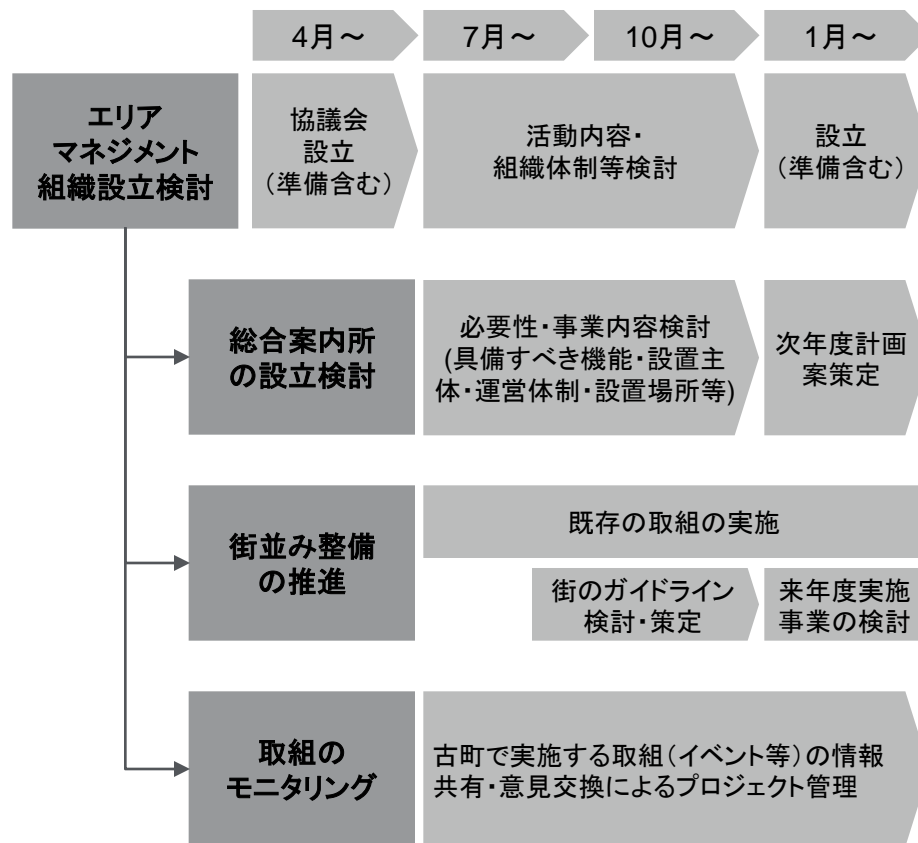 4月～
7月～
10月～
1月～
エリア
マネジメント
組織設立検討
協議会
設立
（準備含む）
活動内容・
組織体制等検討
設立
（準備含む）
総合案内所
の設立検討
必要性・事業内容検討
(具備すべき機能・設置主
体・運営体制・設置場所等)
次年度計画
案策定
街並み整備
の推進
既存の取組の実施
街のガイドライン
検討・策定
来年度実施
事業の検討
取組の
モニタリング
古町で実施する取組（イベント等）の情報
共有・意見交換によるプロジェクト管理